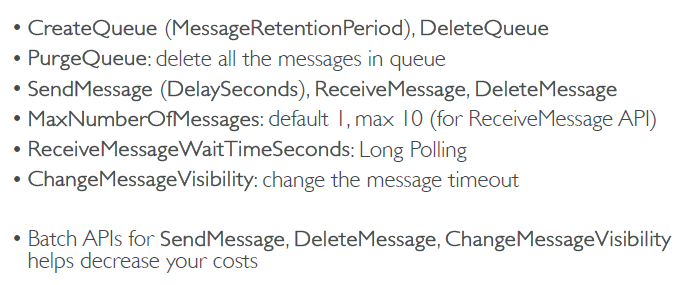 • CreateQueue (MessageRetentionPeriod), DeleteQueue
• PurgeQueue: delete all the messages in queue
• SendMessage (DelaySeconds), ReceiveMessage, DeleteMessage
• MaxNumberOfMessages: default 1, max 10 (for ReceiveMessage API)
• ReceiveMessageWaitTimeSeconds: Long Polling
• ChangeMessageVisibility: change the message timeout
• Batch APIs for SendMessage, DeleteMessage, ChangeMessageVisibility
helps decrease your costs